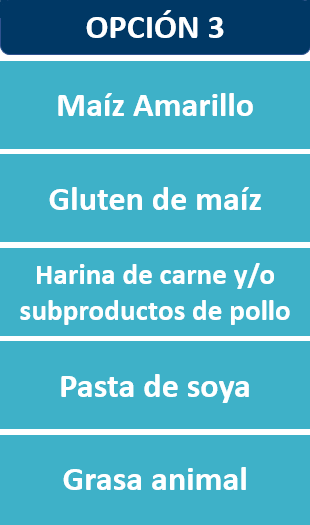 OPCIÓN 3
Maíz Amarillo
Gluten de maíz
Harina de carne y/o
subproductos de pollo
Pasta de soya
Grasa animal